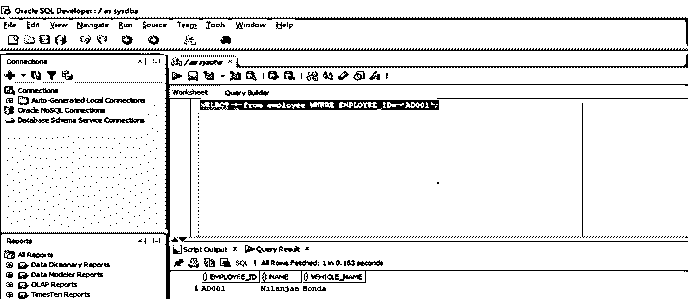 Oracle SQL Developer : / as sysdba
File Edit View Navigate Run Source Team Tools Window Help
Connections
/ as sysdba
Worksheet Query Builder
Connections
Auto-Generated Local Connections
Oracle NoSQL Connections
Database Schema Service Connections
SELECT * from employee WHERE EMPLOYEE_ID='AD001';
Reports
All Reports
Data Dictionary Reports
Data Modeler Reports
OLAP Reports
TimesTen Reports
Script Output Query Result
SQL All Rows Fetched: 1 in 0.163 seconds
EMPLOYEE_ID NAME VEHICLE_NAME
1 AD001 Nilanjan Honda